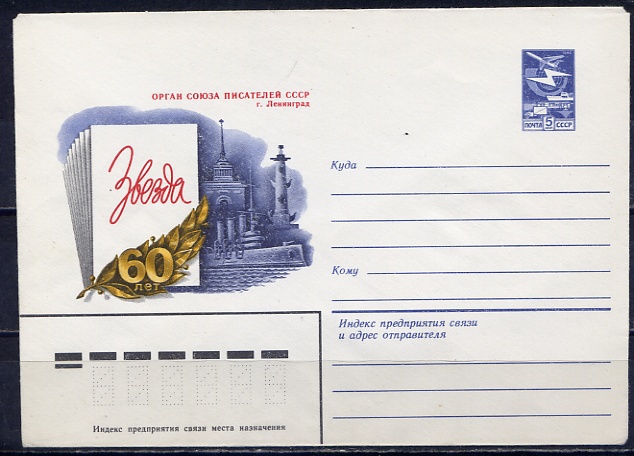 ОРГАН СОЮЗА ПИСАТЕЛЕЙ СССР
г. Ленинград
Звезда
60
лет
ПОЧТА 5 СССР
Куда
Кому
Индекс предприятия связи
и адрес отправителя
Индекс предприятия связи места назначения